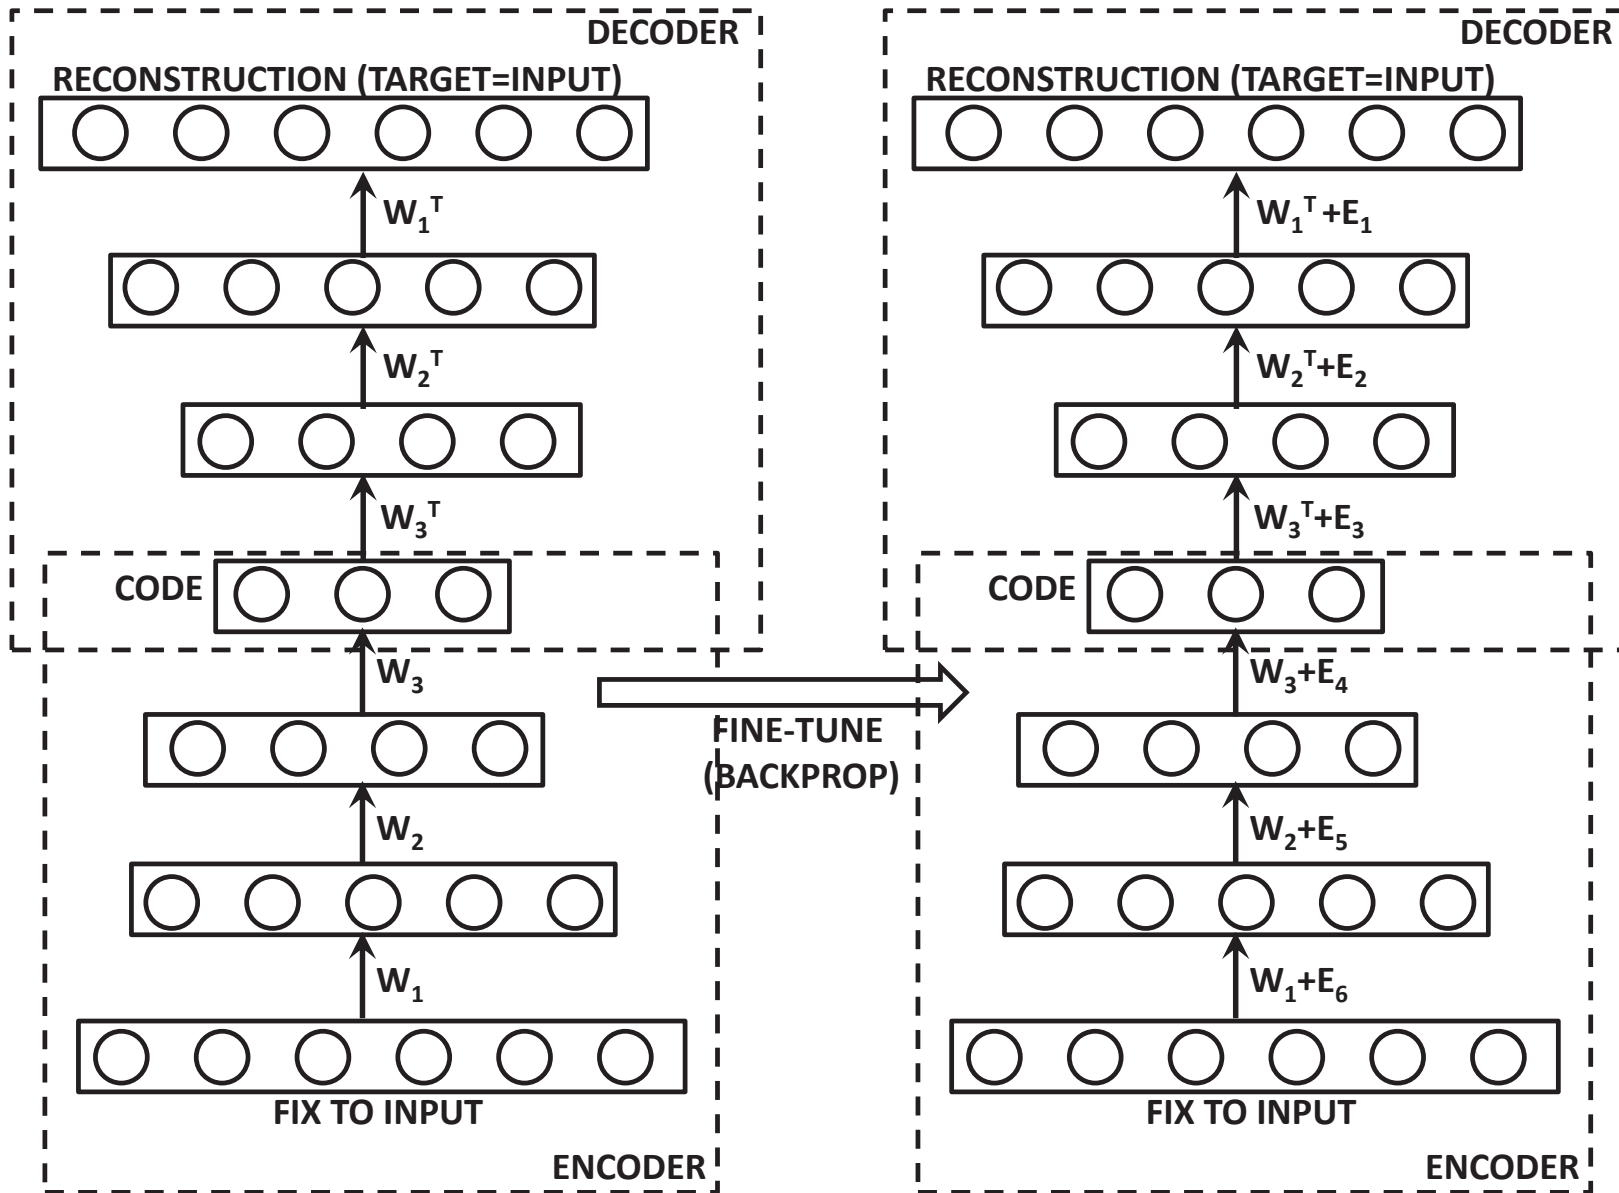 DECODER
RECONSTRUCTION (TARGET=INPUT)
W₁ᵀ
W₂ᵀ
W₃ᵀ
CODE
W₃
W₂
W₁
FIX TO INPUT
ENCODER
FINE-TUNE
(BACKPROP)
DECODER
RECONSTRUCTION (TARGET=INPUT)
W₁ᵀ+E₁
W₂ᵀ+E₂
W₃ᵀ+E₃
CODE
W₃+E₄
W₂+E₅
W₁+E₆
FIX TO INPUT
ENCODER